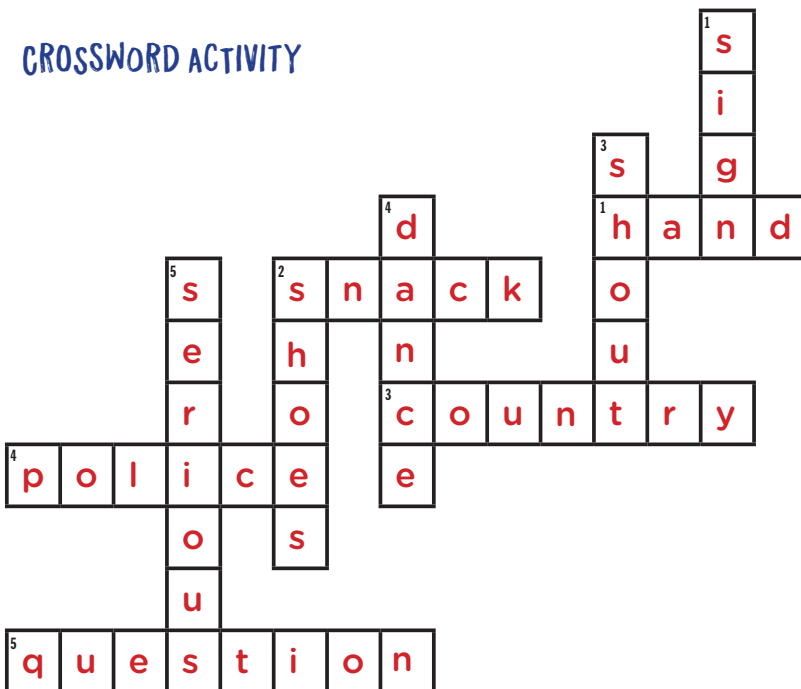 CROSSWORD ACTIVITY
1 s
i
3 s g
4 d 1 h a n d
5 s 2 s n a c k o
e h n u
r o 3 c o u n t r y
4 p o l i c e e
o s
u
5 q u e s t i o n